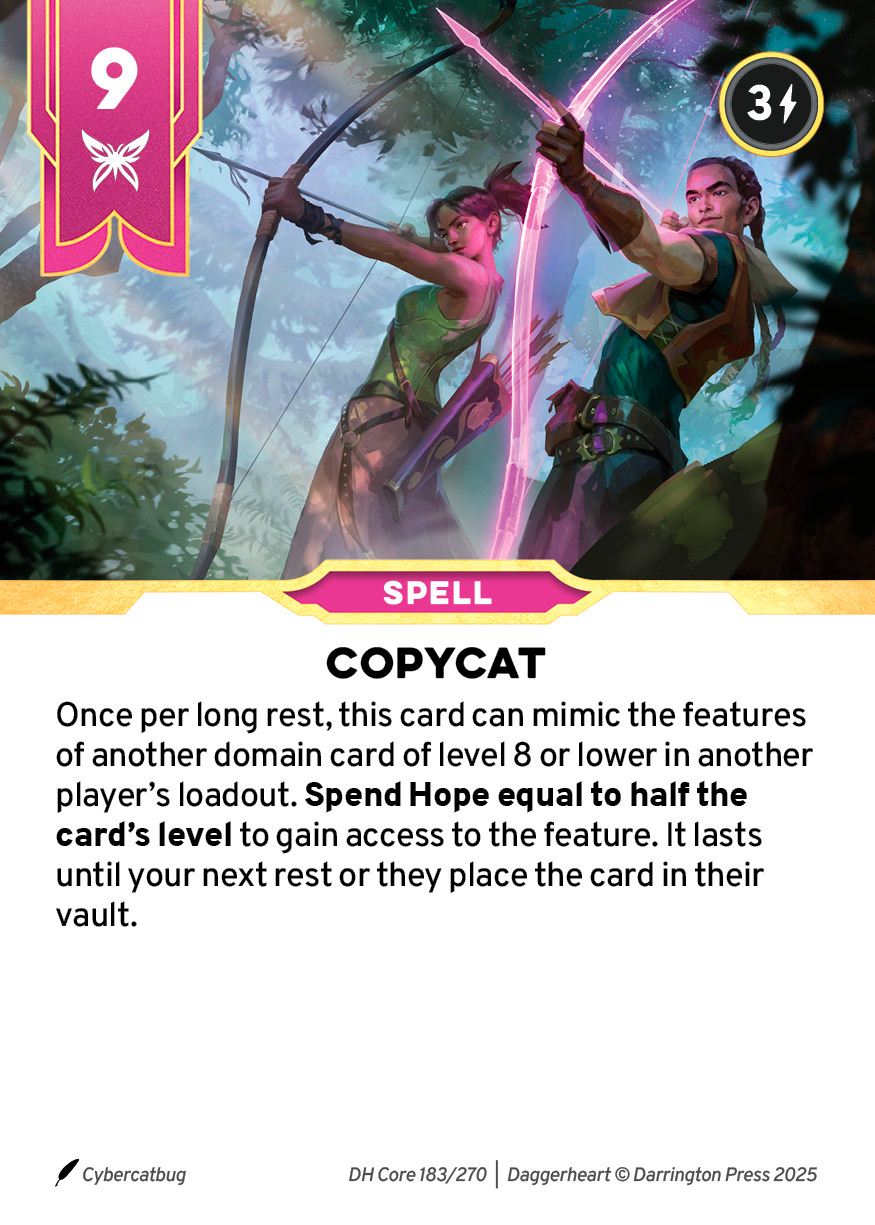 9
3
SPELL
COPYCAT
Once per long rest, this card can mimic the features
of another domain card of level 8 or lower in another
player's loadout. Spend Hope equal to half the
card's level to gain access to the feature. It lasts
until your next rest or they place the card in their
vault.
Cybercatbug
DH Core 183/270 | Daggerheart © Darrington Press 2025